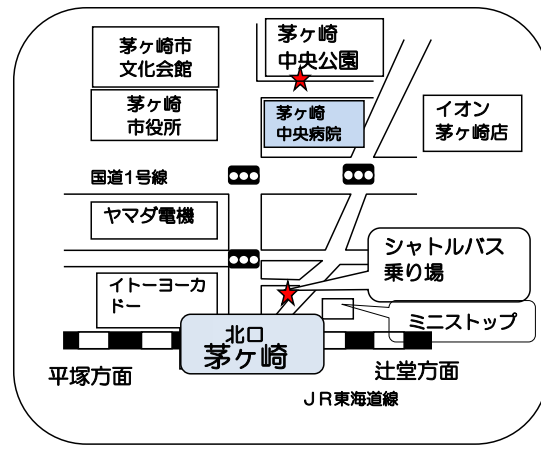 茅ヶ崎市
文化会館
茅ヶ崎
中央公園
茅ヶ崎
市役所
茅ヶ崎
中央病院
イオン
茅ヶ崎店
国道1号線
ヤマダ電機
シャトルバス
乗り場
イトーヨーカ
ドー
ミニストップ
北口
茅ヶ崎
平塚方面
辻堂方面
ＪＲ東海道線